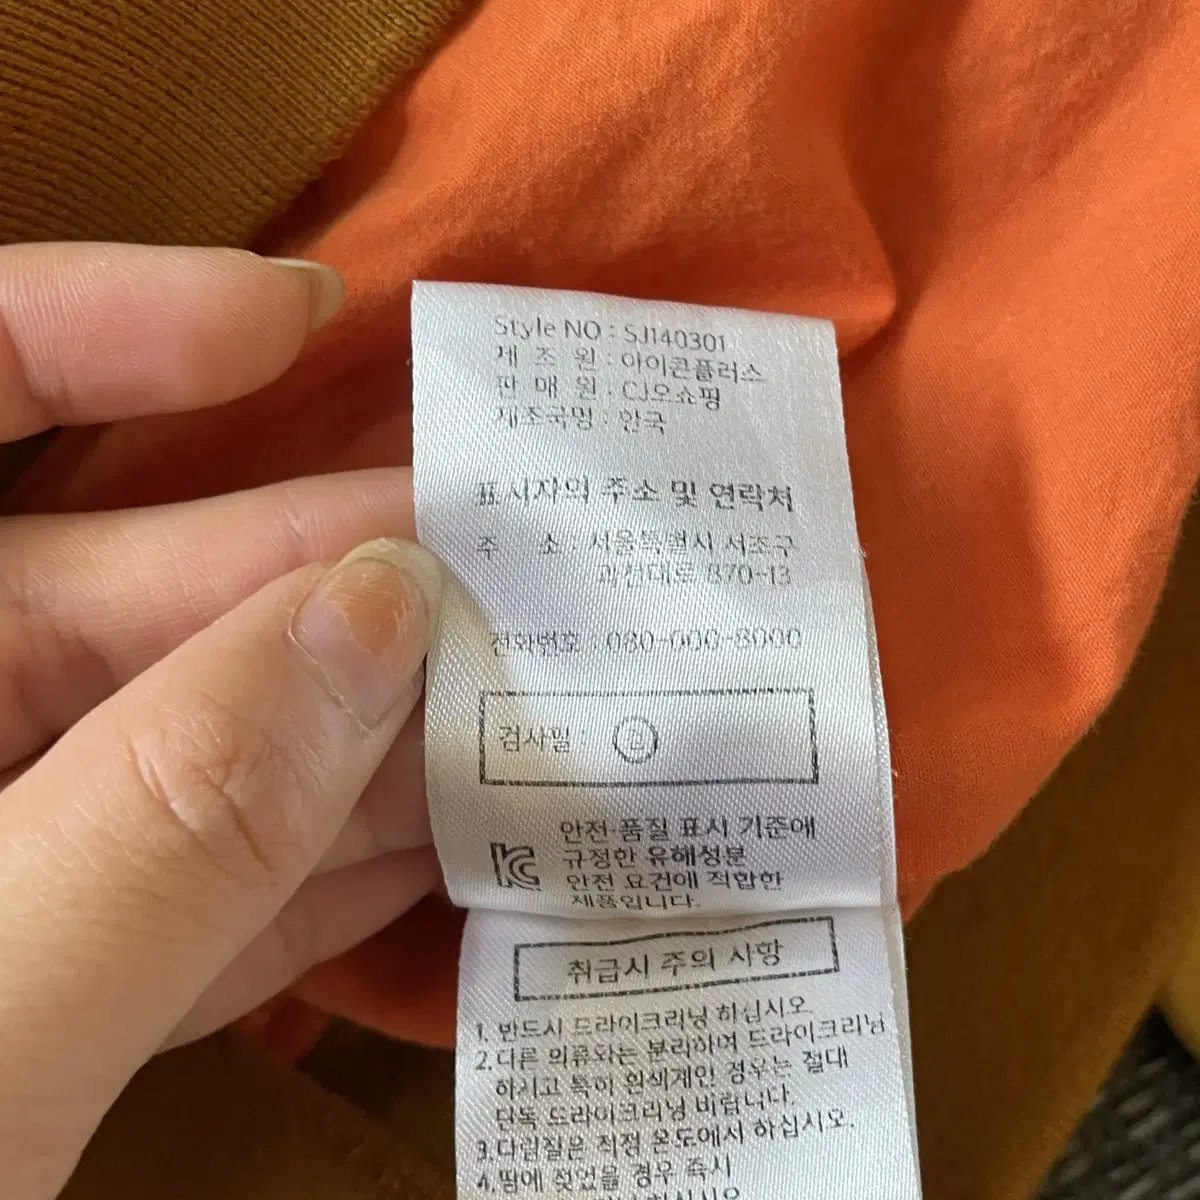 Style NO : SJ140301
제 조 원 : 아이콘플러스
판 매 원 : CJ오쇼핑
제조국명 : 한국
표시자의 주소 및 연락처
주 소 : 서울특별시 서초구
과천대로 870-13
전화번호 : 080-000-8000
검사필 :
안전·품질 표시 기준에
규정한 유해성분
안전 요건에 적합한
제품입니다.
취급시 주의 사항
1. 반드시 드라이크리닝 하십시오
2. 다른 의류와는 분리하여 드라이크리닝
하시고 특히 흰색계인 경우는 절대
단독 드라이크리닝 바랍니다.
3. 다림질은 적정 온도에서 하십시오.
4. 땀에 젖었을 경우 즉시